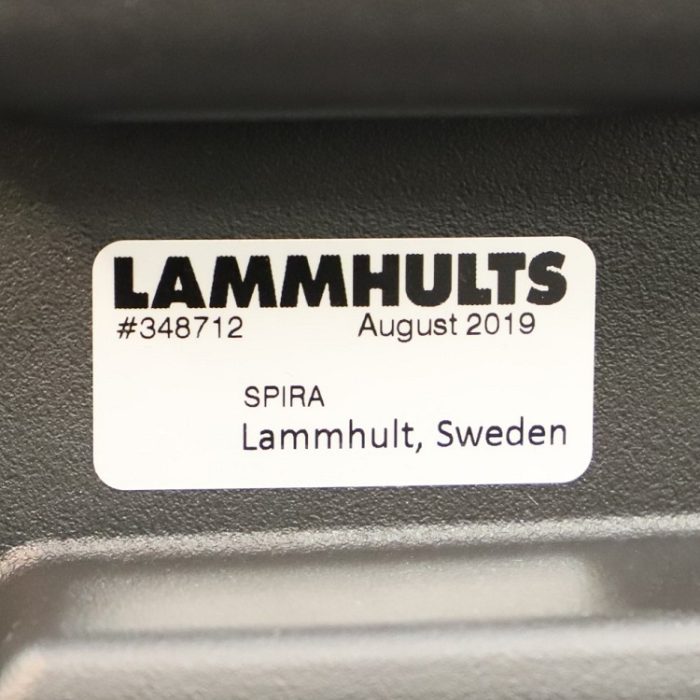 LAMMHULTS
#348712 August 2019
SPIRA
Lammhult, Sweden